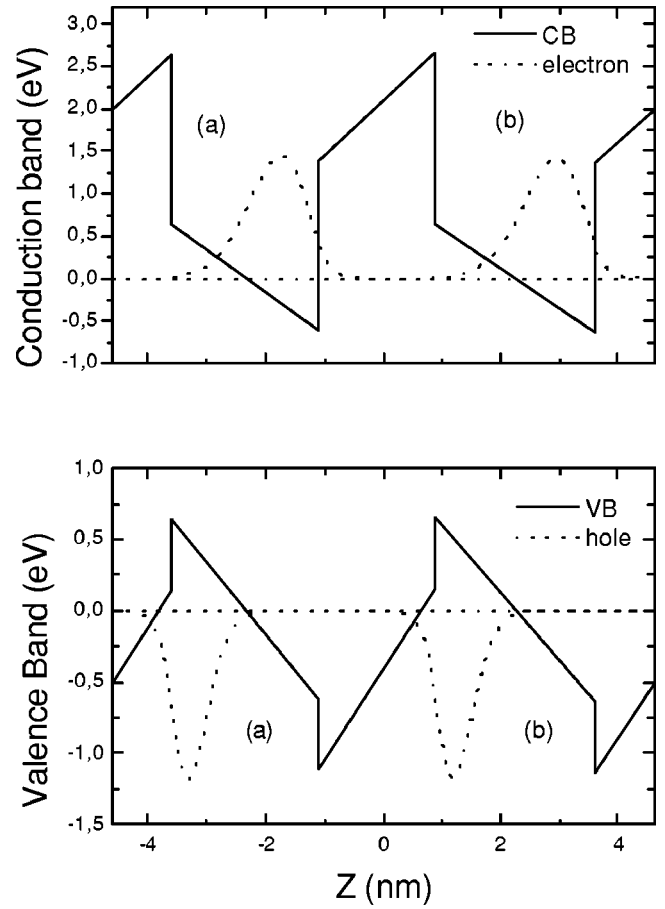 Conduction band (eV)
3,0
2,5
2,0
1,5
1,0
0,5
0,0
-0,5
-1,0
CB
electron
(a)
(b)
Valence Band (eV)
1,0
0,5
0,0
-0,5
-1,0
-1,5
VB
hole
(a)
(b)
-4
-2
0
2
4
Z (nm)